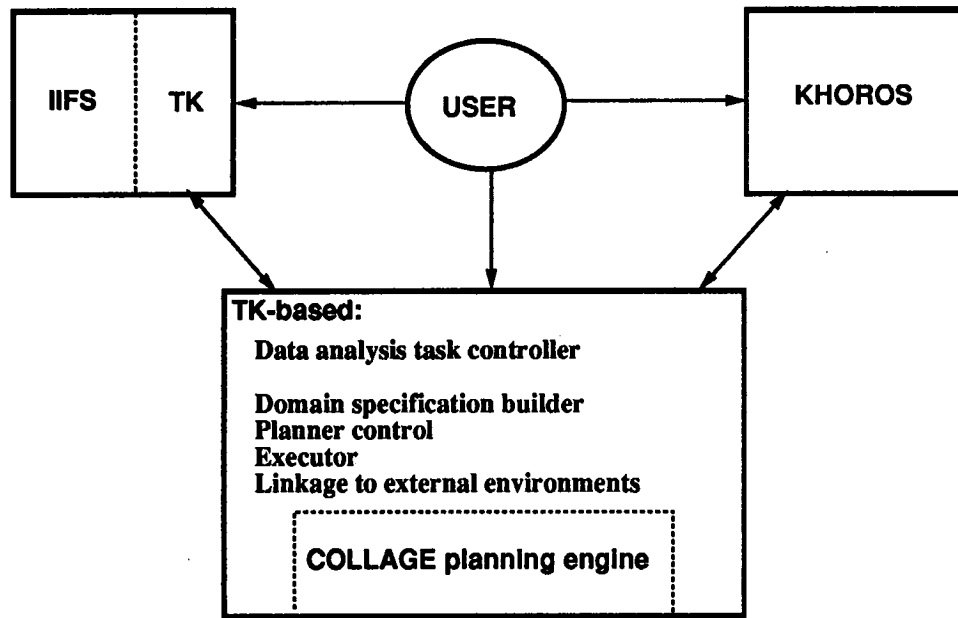 IIFS
TK
USER
KHOROS
TK-based:
Data analysis task controller
Domain specification builder
Planner control
Executor
Linkage to external environments
COLLAGE planning engine